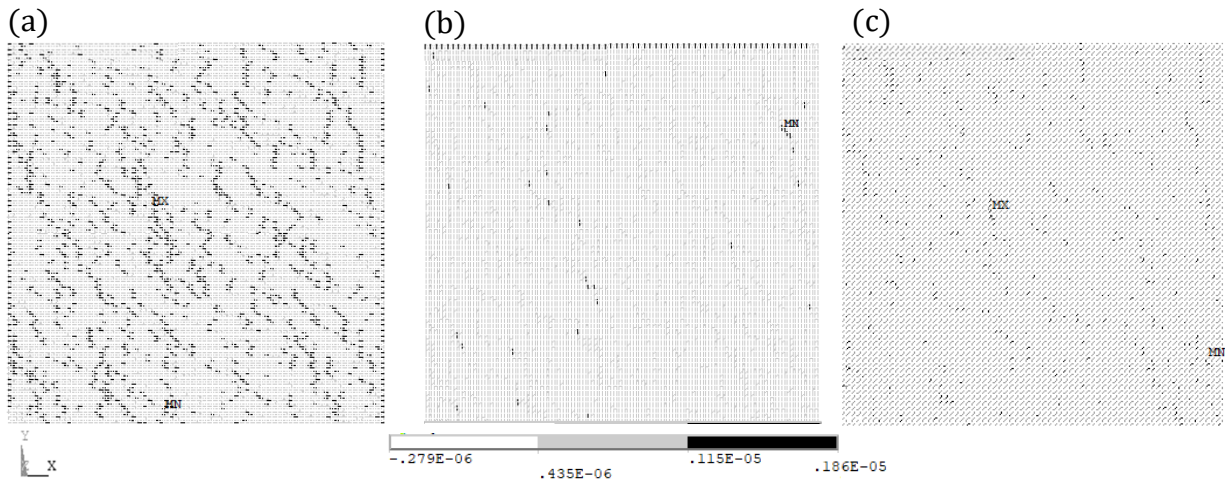 (a) (b) (c)
MN
MX MX
MN
MN
Y
X
-.279E-06 .115E-05 .186E-05
.435E-06